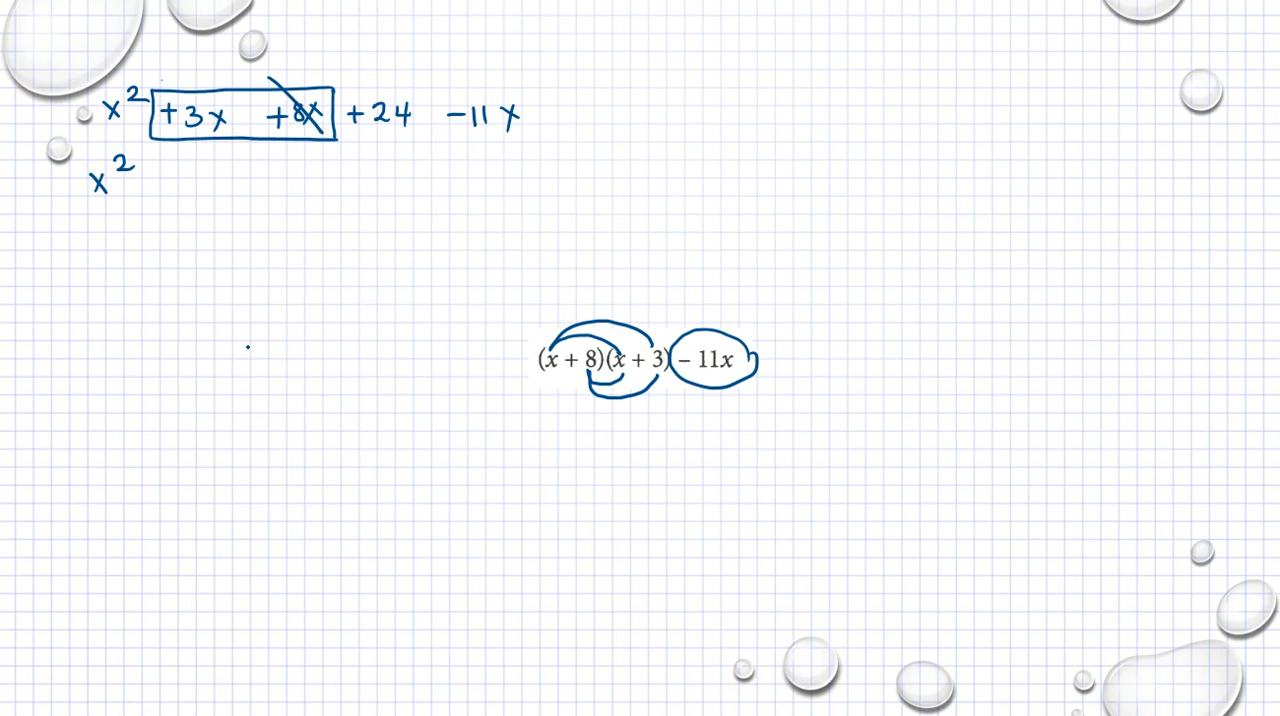 x² +3x +8x +24 -11x
x²
(x + 8)(x + 3) – 11x